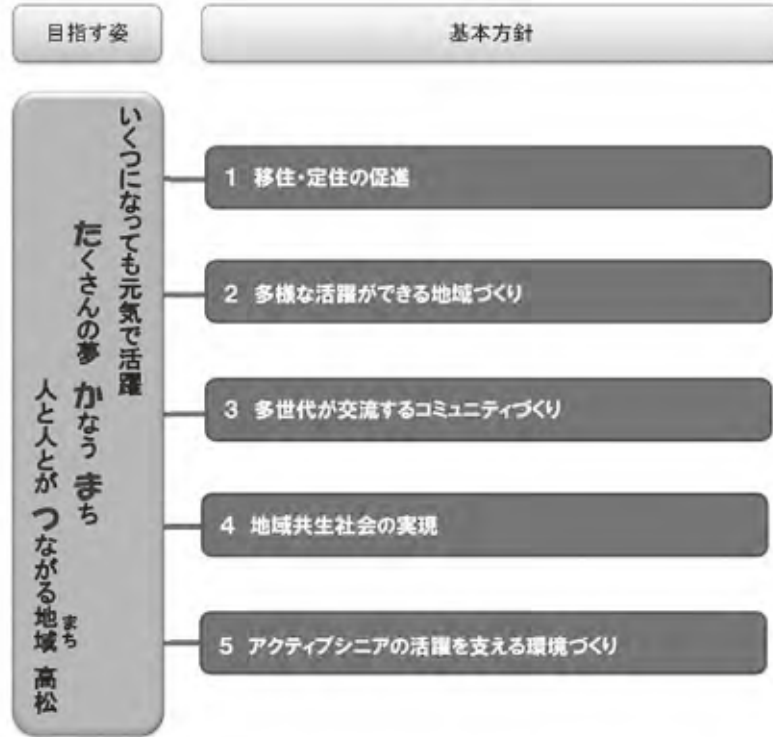 目指す姿
基本方針
いくつになっても元気で活躍
たくさんの夢 かなう まち
人と人とが つながる地域 高松
まち
1 移住・定住の促進
2 多様な活躍ができる地域づくり
3 多世代が交流するコミュニティづくり
4 地域共生社会の実現
5 アクティブシニアの活躍を支える環境づくり